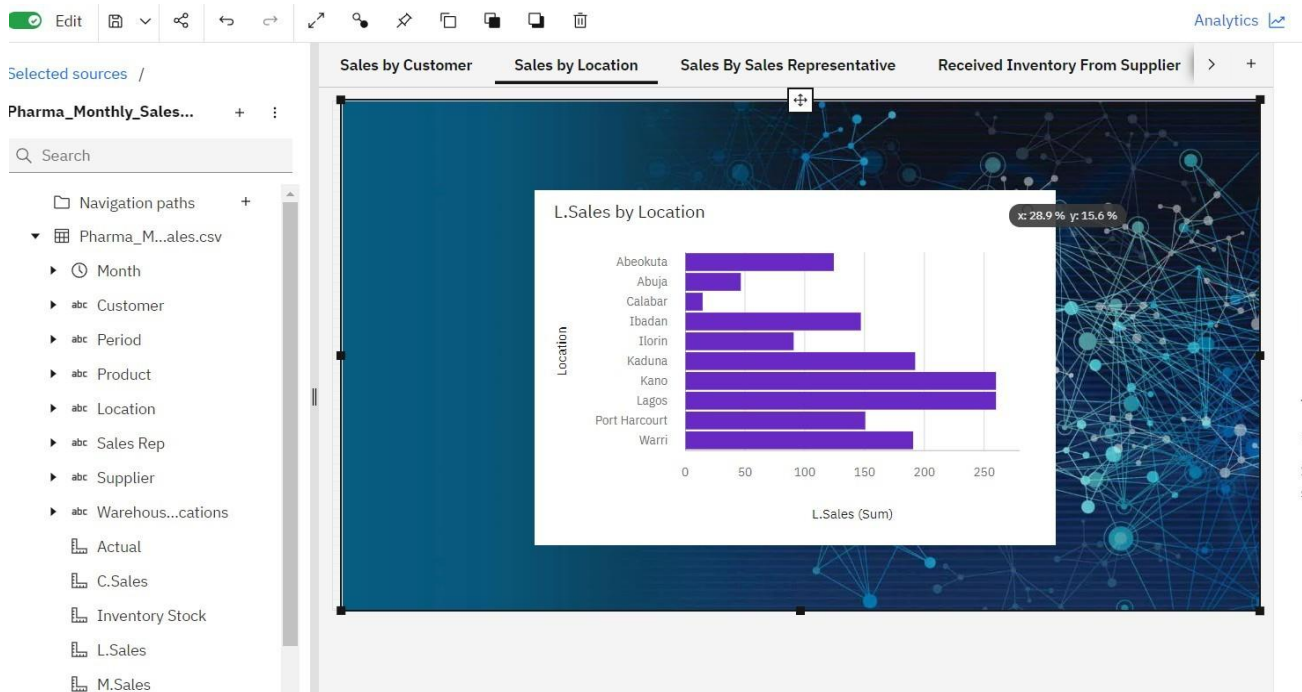 Edit
Analytics
Selected sources /
Pharma_Monthly_Sales...
Search
Navigation paths
Pharma_M...ales.csv
Month
abc Customer
abc Period
abc Product
abc Location
abc Sales Rep
abc Supplier
abc Warehous...cations
Actual
C.Sales
Inventory Stock
L.Sales
M.Sales
Sales by Customer Sales by Location Sales By Sales Representative Received Inventory From Supplier
L.Sales by Location
x: 28.9 % y: 15.6 %
Location
Abeokuta
Abuja
Calabar
Ibadan
Ilorin
Kaduna
Kano
Lagos
Port Harcourt
Warri
0 50 100 150 200 250
L.Sales (Sum)